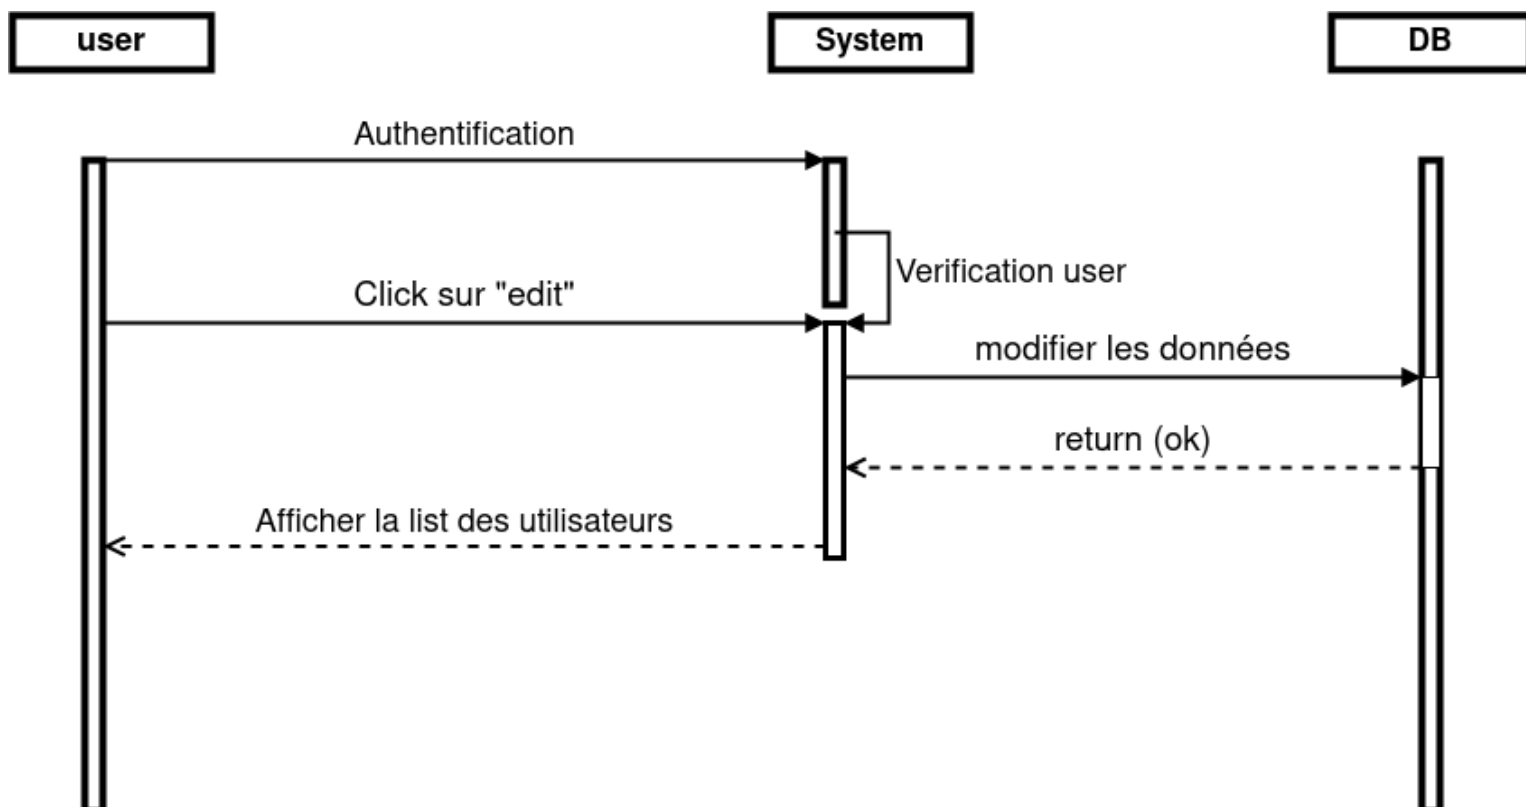 user
System
DB
Authentification
Verification user
Click sur "edit"
modifier les données
return (ok)
Afficher la list des utilisateurs